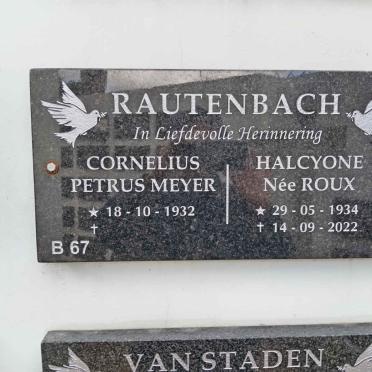 RAUTENBACH
In Liefdevolle Herinnering
CORNELIUS
PETRUS MEYER
★ 18 - 10 - 1932
†
HALCYONE
Née ROUX
★ 29 - 05 - 1934
† 14 - 09 - 2022
B 67
VAN STADEN